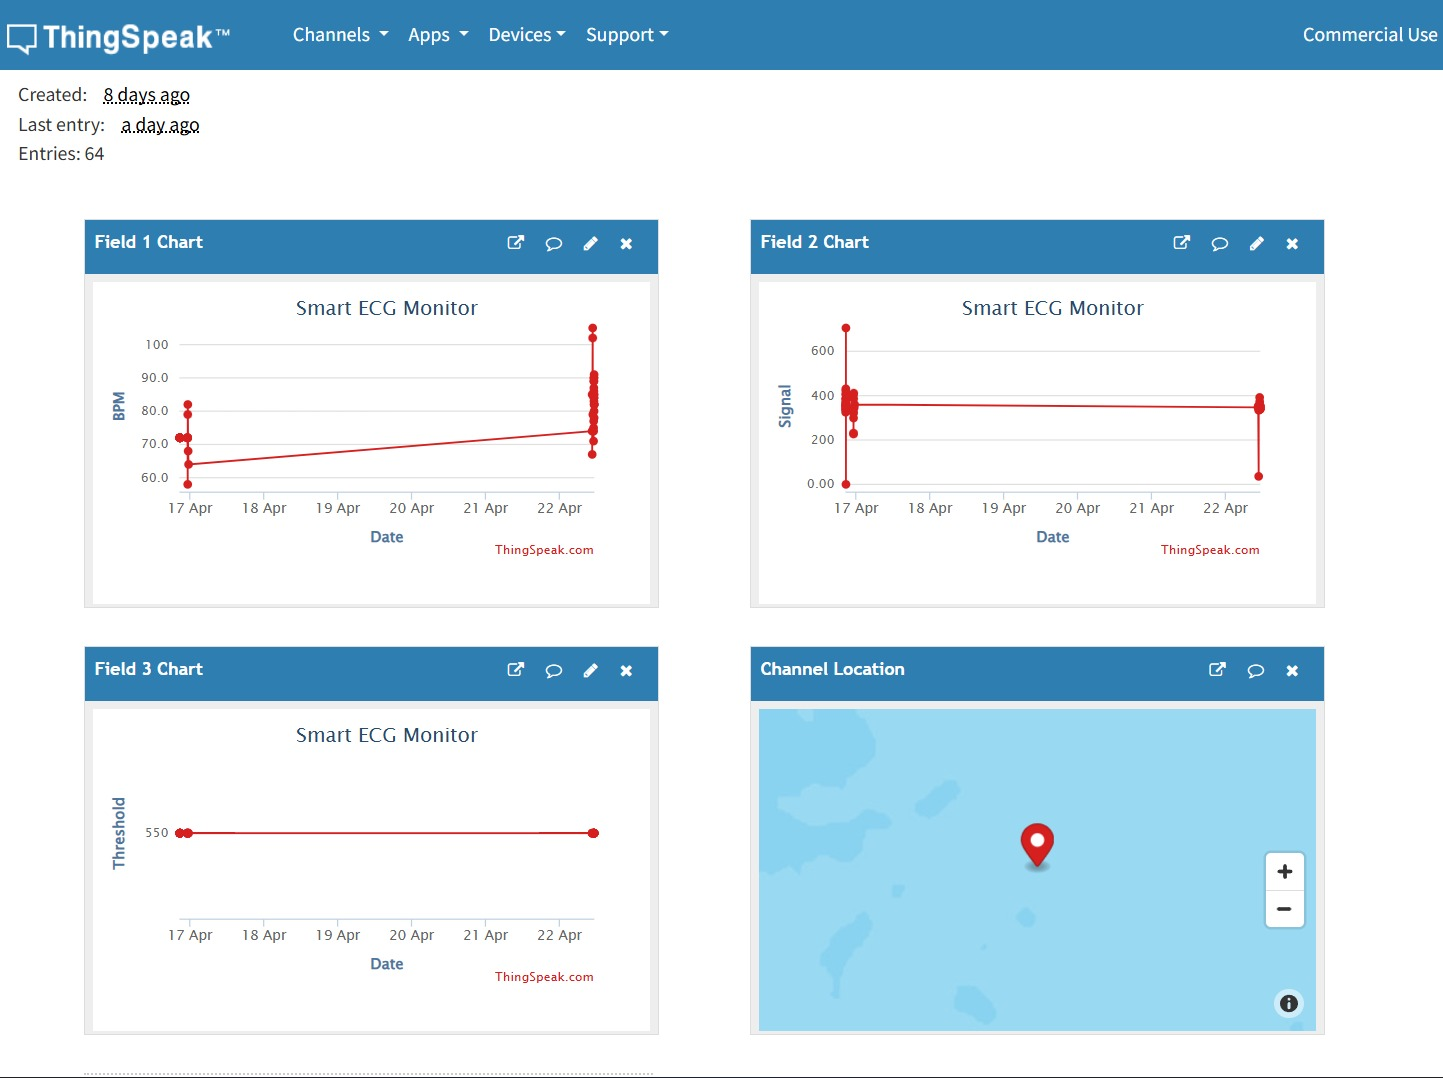 ThingSpeak™ Channels Apps Devices Support Commercial Use
Created: 8 days ago
Last entry: a day ago
Entries: 64
Field 1 Chart
Smart ECG Monitor
BPM
100
90.0
80.0
70.0
60.0
17 Apr 18 Apr 19 Apr 20 Apr 21 Apr 22 Apr
Date
ThingSpeak.com
Field 2 Chart
Smart ECG Monitor
Signal
600
400
200
0.00
17 Apr 18 Apr 19 Apr 20 Apr 21 Apr 22 Apr
Date
ThingSpeak.com
Field 3 Chart
Smart ECG Monitor
Threshold
550
17 Apr 18 Apr 19 Apr 20 Apr 21 Apr 22 Apr
Date
ThingSpeak.com
Channel Location